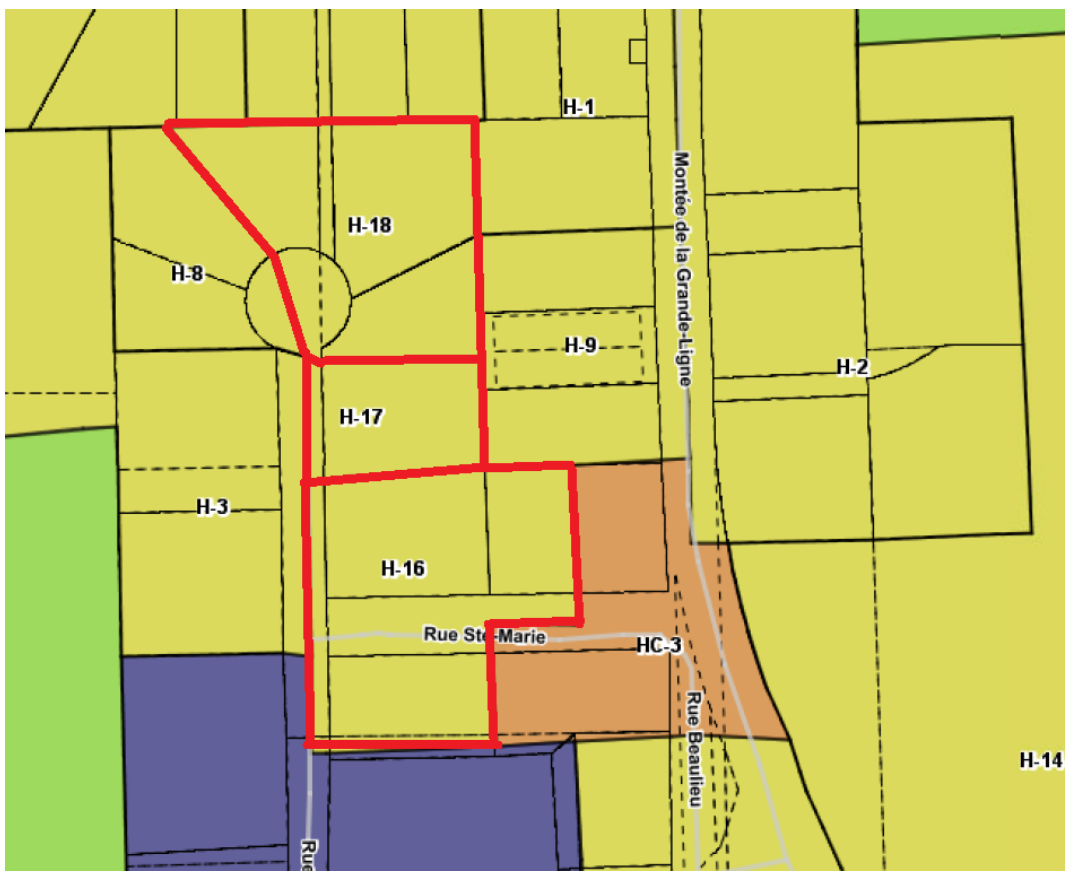 H-1
Montée de la Grande-Ligne
H-18
H-8
H-9
H-2
H-17
H-3
H-16
Rue Ste-Marie
HC-3
Rue Beaulieu
H-14
Rue